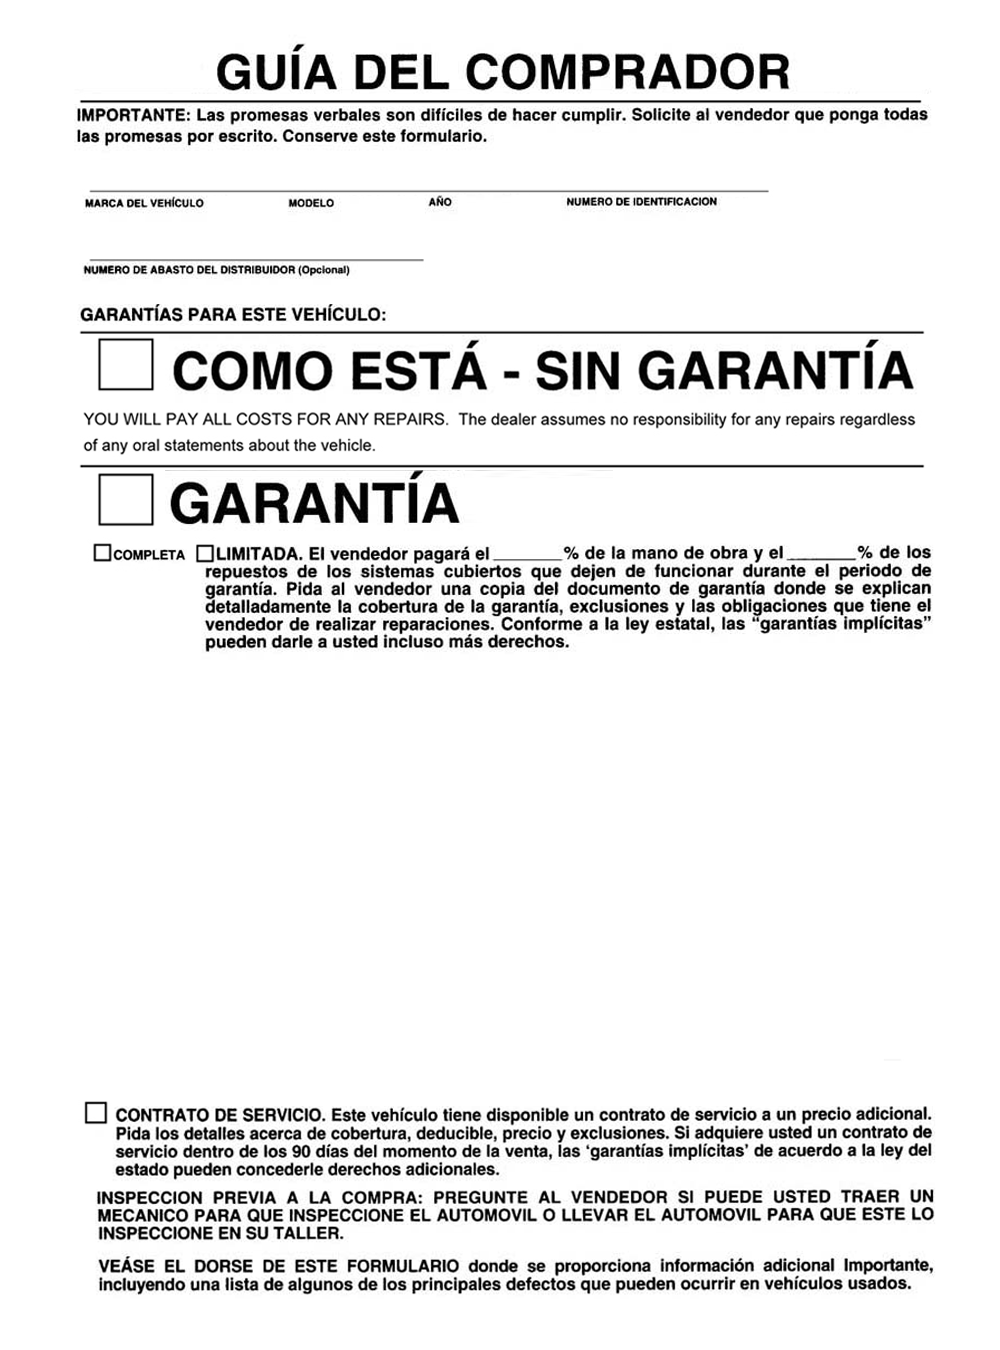 GUÍA DEL COMPRADOR
IMPORTANTE: Las promesas verbales son difíciles de hacer cumplir. Solicite al vendedor que ponga todas
las promesas por escrito. Conserve este formulario.
MARCA DEL VEHÍCULO MODELO AÑO NUMERO DE IDENTIFICACION
NUMERO DE ABASTO DEL DISTRIBUIDOR (Opcional)
GARANTÍAS PARA ESTE VEHÍCULO:
COMO ESTÁ - SIN GARANTÍA
YOU WILL PAY ALL COSTS FOR ANY REPAIRS. The dealer assumes no responsibility for any repairs regardless
of any oral statements about the vehicle.
GARANTÍA
COMPLETA LIMITADA. El vendedor pagará el _______% de la mano de obra y el _______% de los
repuestos de los sistemas cubiertos que dejen de funcionar durante el periodo de
garantía. Pida al vendedor una copia del documento de garantía donde se explican
detalladamente la cobertura de la garantía, exclusiones y las obligaciones que tiene el
vendedor de realizar reparaciones. Conforme a la ley estatal, las “garantías implícitas”
pueden darle a usted incluso más derechos.
CONTRATO DE SERVICIO. Este vehículo tiene disponible un contrato de servicio a un precio adicional.
Pida los detalles acerca de cobertura, deducible, precio y exclusiones. Si adquiere usted un contrato de
servicio dentro de los 90 días del momento de la venta, las ‘garantías implícitas’ de acuerdo a la ley del
estado pueden concederle derechos adicionales.
INSPECCION PREVIA A LA COMPRA: PREGUNTE AL VENDEDOR SI PUEDE USTED TRAER UN
MECANICO PARA QUE INSPECCIONE EL AUTOMOVIL O LLEVAR EL AUTOMOVIL PARA QUE ESTE LO
INSPECCIONE EN SU TALLER.
VEÁSE EL DORSE DE ESTE FORMULARIO donde se proporciona información adicional Importante,
incluyendo una lista de algunos de los principales defectos que pueden ocurrir en vehículos usados.